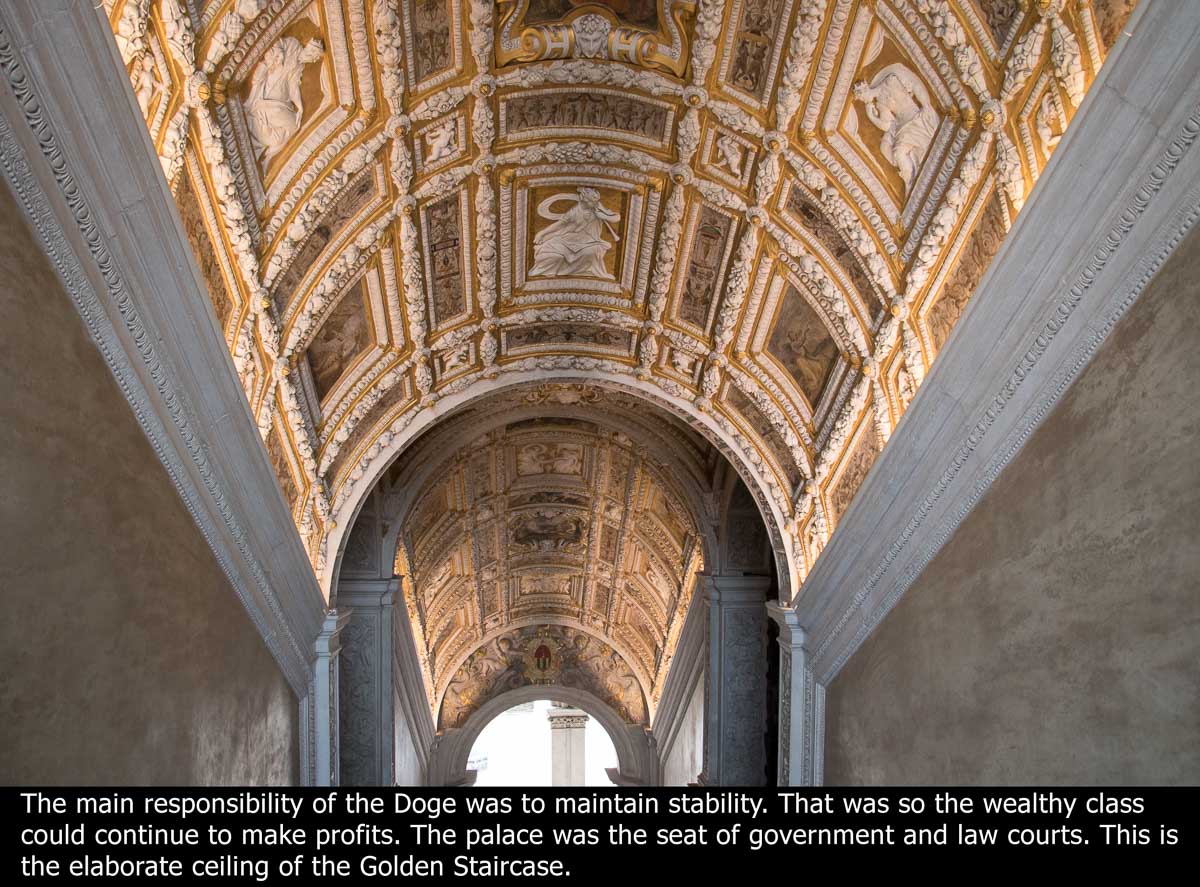 The main responsibility of the Doge was to maintain stability. That was so the wealthy class
could continue to make profits. The palace was the seat of government and law courts. This is
the elaborate ceiling of the Golden Staircase.